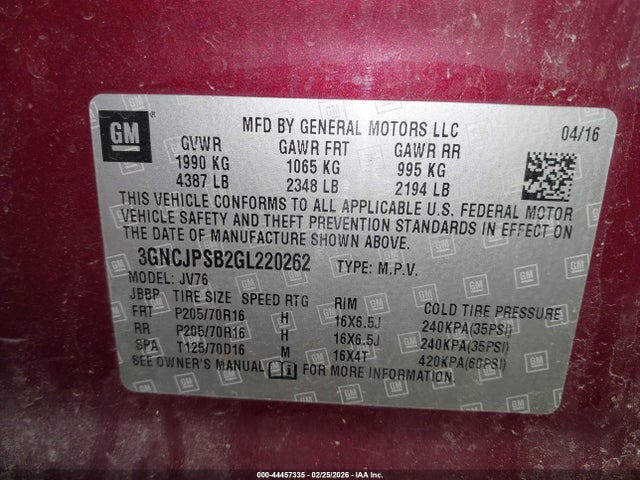 GM
MFD BY GENERAL MOTORS LLC 04/16
GVWR GAWR FRT GAWR RR
1990 KG 1065 KG 995 KG
4387 LB 2348 LB 2194 LB
THIS VEHICLE CONFORMS TO ALL APPLICABLE U.S. FEDERAL MOTOR
VEHICLE SAFETY AND THEFT PREVENTION STANDARDS IN EFFECT ON
THE DATE OF MANUFACTURE SHOWN ABOVE.
3GNCJPSB2GL220262 TYPE: M.P.V.
MODEL: JV76
JBBP TIRE SIZE SPEED RTG RIM COLD TIRE PRESSURE
FRT P205/70R16 H 16X6.5J 240KPA(35PSI)
RR P205/70R16 H 16X6.5J 240KPA(35PSI)
SPA T125/70D16 M 16X4T 420KPA(60PSI)
SEE OWNER'S MANUAL FOR MORE INFORMATION.
000-44457335 - 02/25/2026 - IAA Inc.